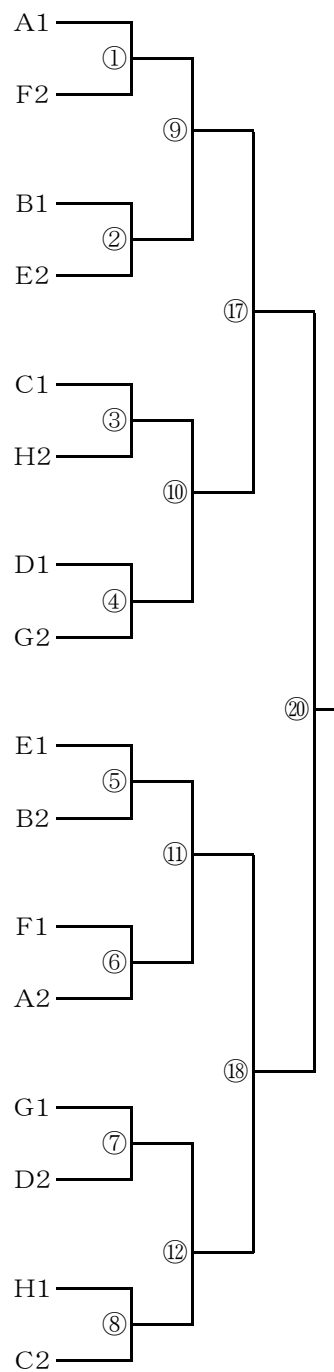 A1
①
F2
⑨
B1
②
E2
⑰
C1
③
H2
⑩
D1
④
G2
⑳
E1
⑤
B2
⑪
F1
⑥
A2
⑱
G1
⑦
D2
⑫
H1
⑧
C2